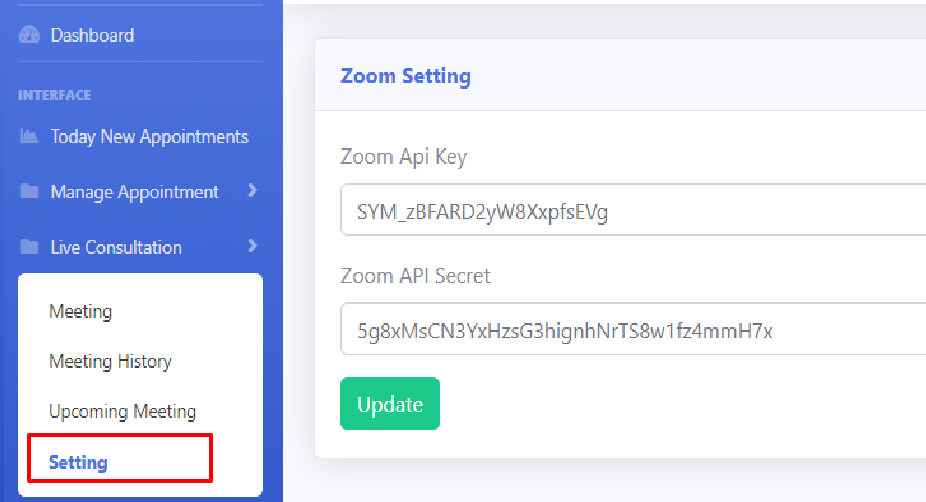 Dashboard
INTERFACE
Today New Appointments
Manage Appointment
Live Consultation
Meeting
Meeting History
Upcoming Meeting
Setting
Zoom Setting
Zoom Api Key
SYM_zBFARD2yW8XxpfsEVg
Zoom API Secret
5g8xMsCN3YxHzsG3hignhNrTS8w1fz4mmH7x
Update